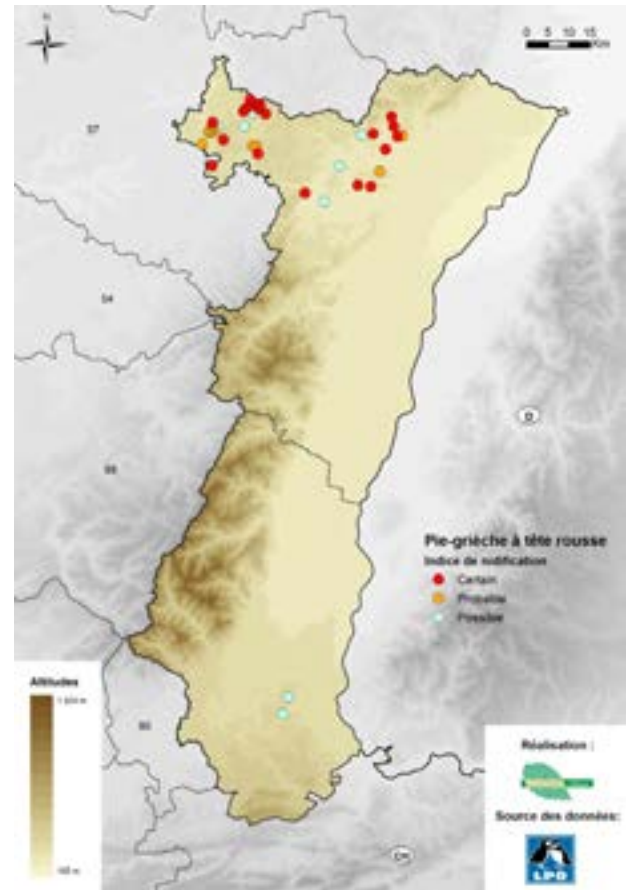 N
0 5 10 15
Km
57
54
D
88
Pie-grièche à tête rousse
Indice de nidification
Certain
Probable
Possible
Altitudes
90
Réalisation :
Source des données:
CH
LPO